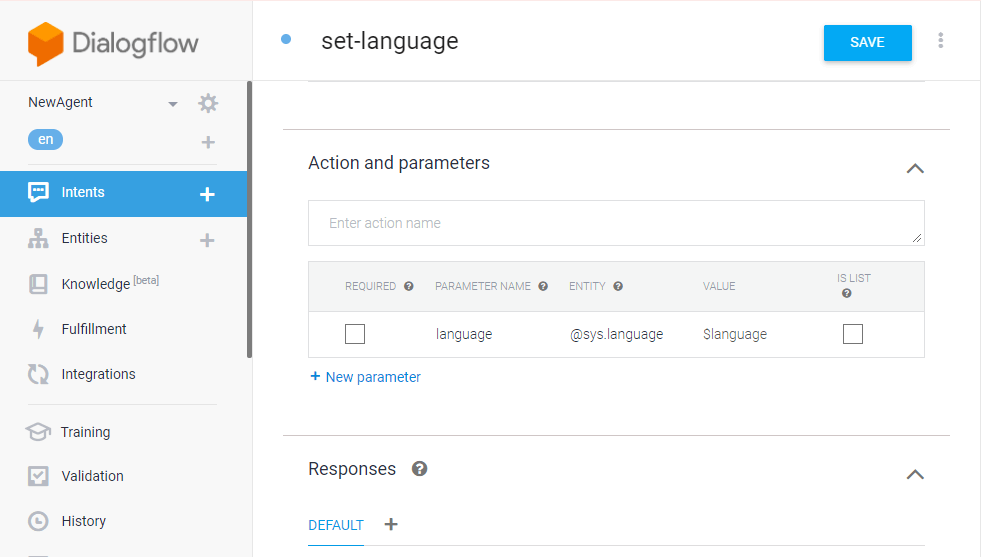 Dialogflow
set-language
SAVE
NewAgent
en
Intents
Entities
Knowledge [beta]
Fulfillment
Integrations
Training
Validation
History
Action and parameters
Enter action name
REQUIRED PARAMETER NAME ENTITY VALUE IS LIST
language @sys.language $language
+ New parameter
Responses
DEFAULT